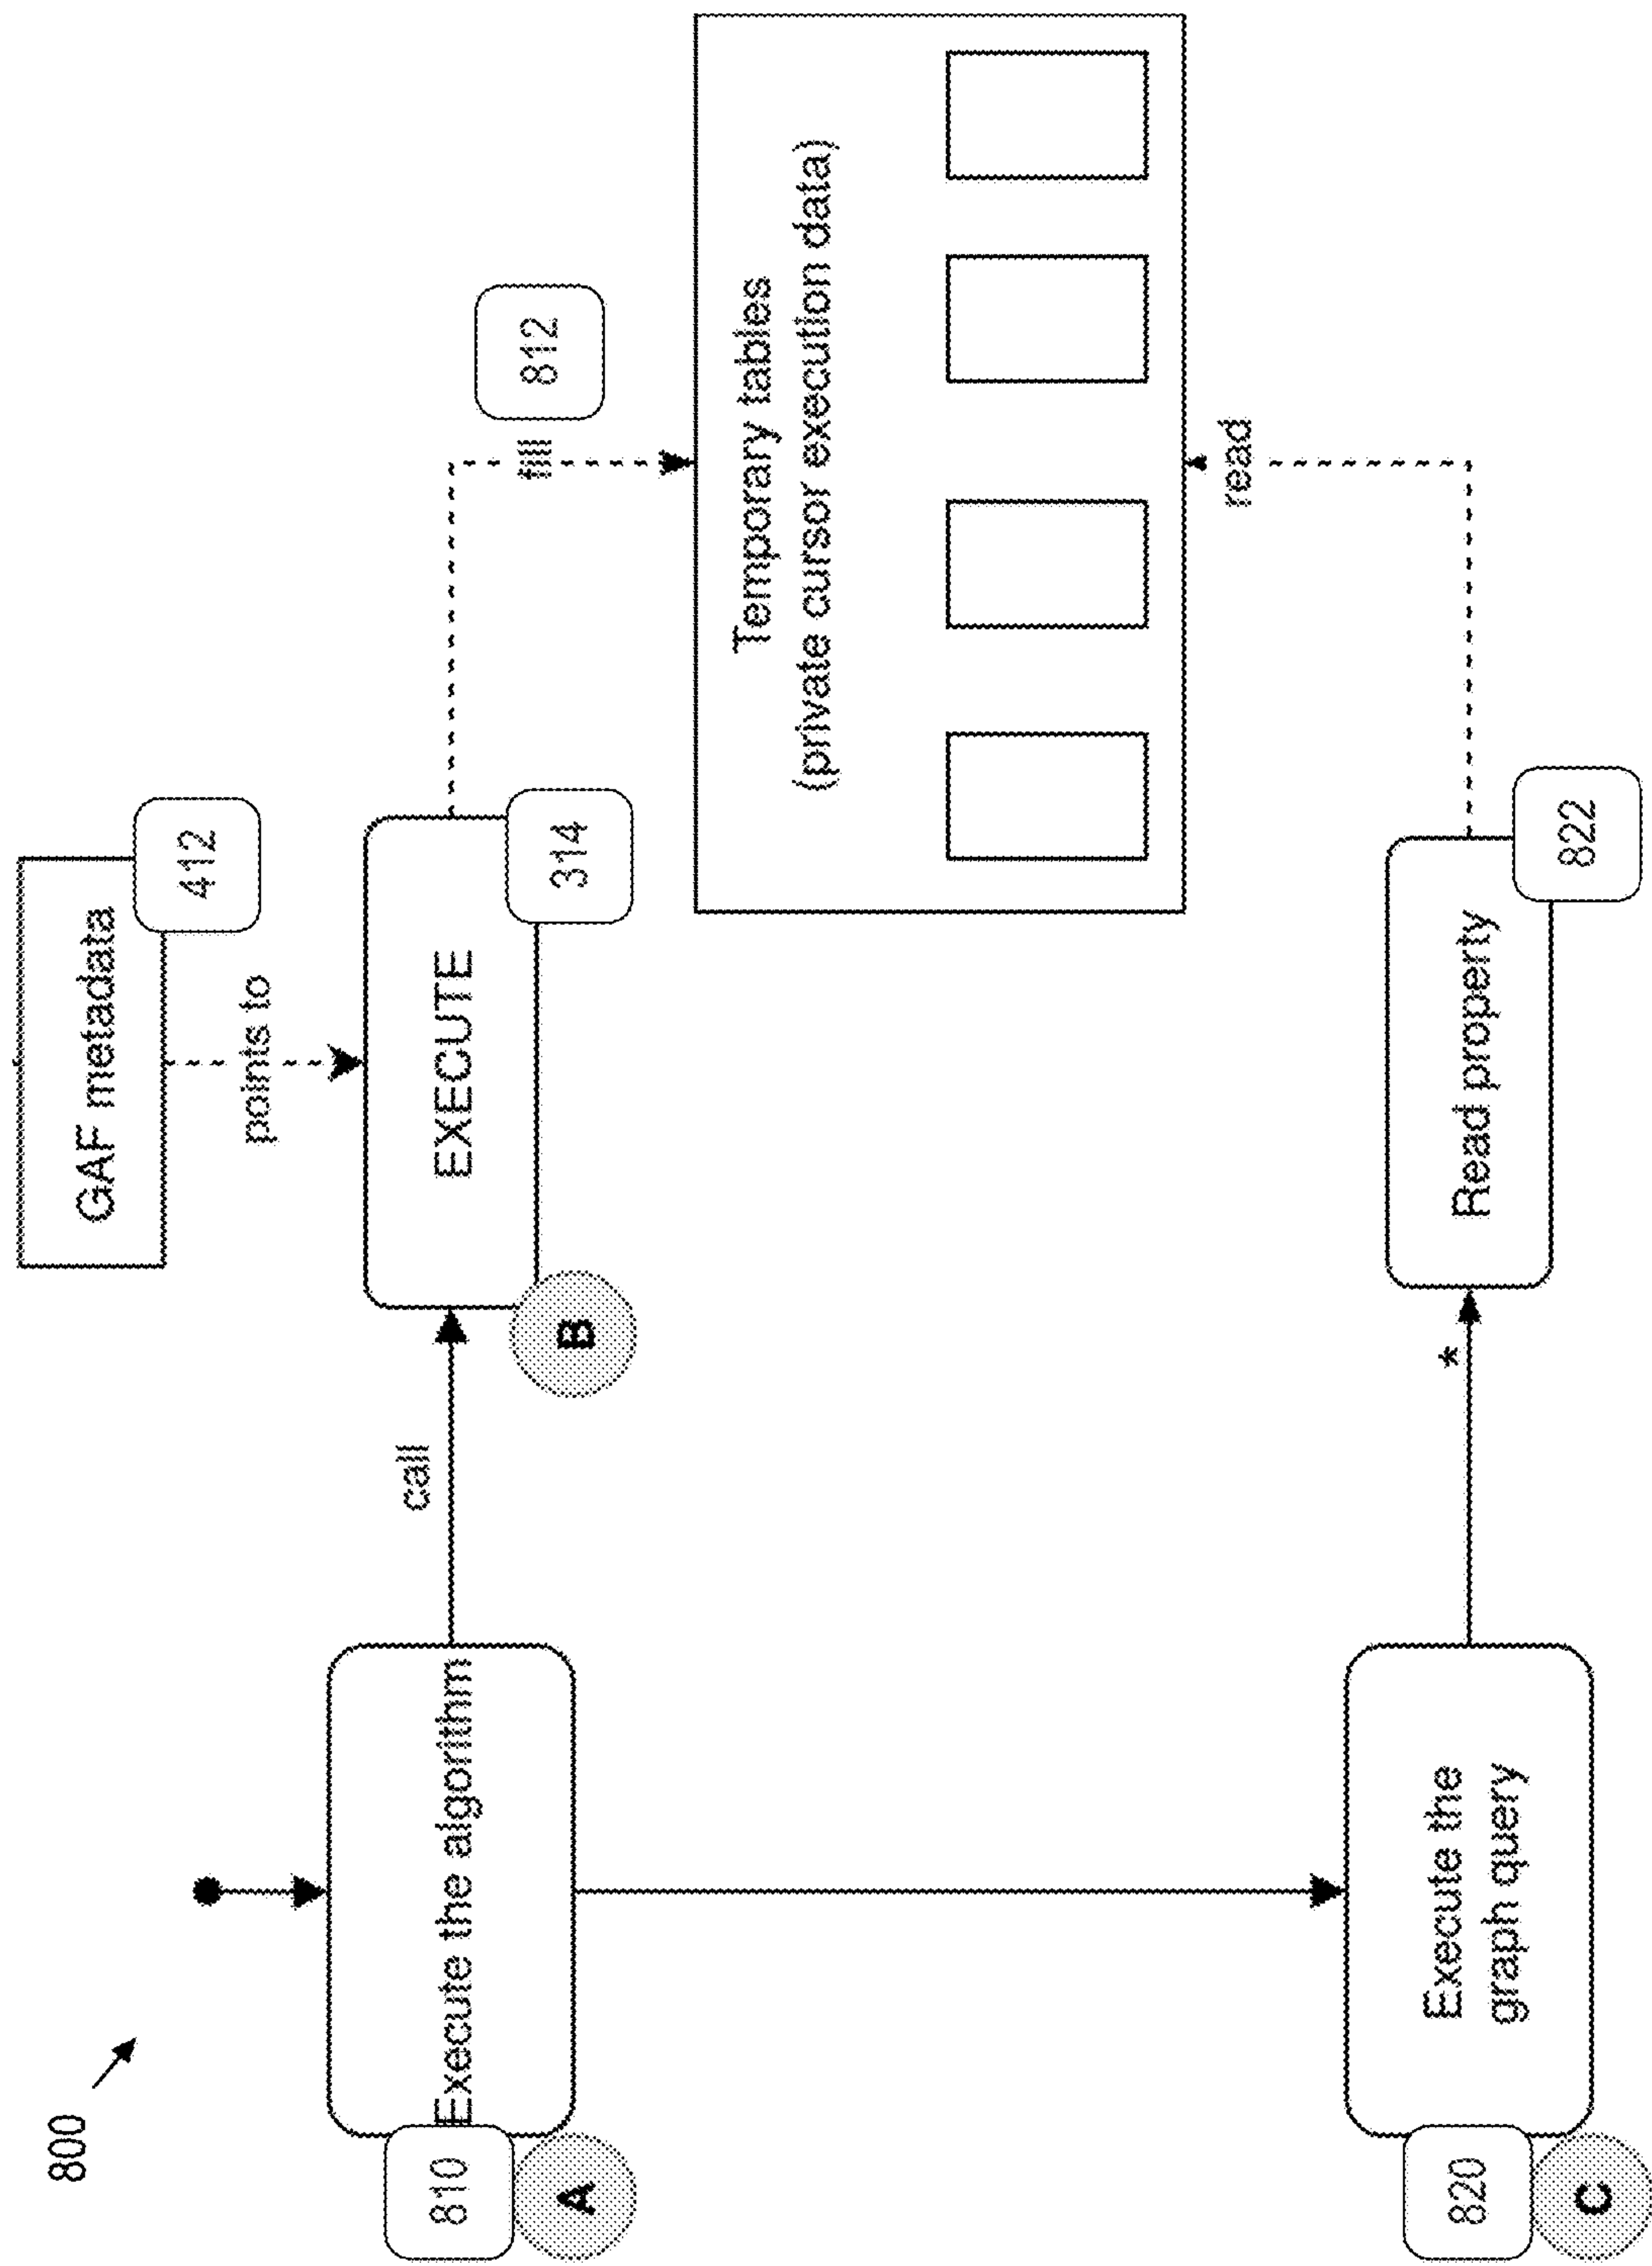 800
GAF metadata
412
points to
810
Execute the algorithm
A
call
EXECUTE
314
B
fill
812
Temporary tables
(private cursor execution data)
read
820
Execute the
graph query
C
*
Read property
822